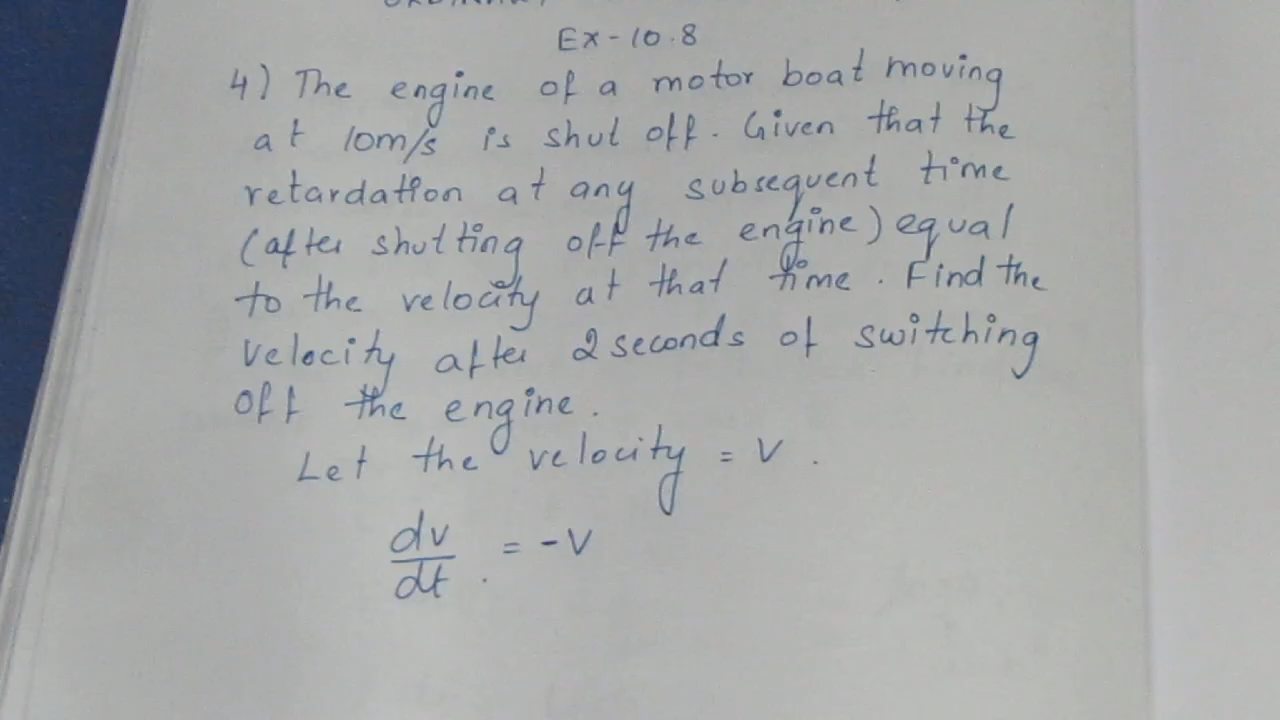 Ex - 10.8
4) The engine of a motor boat moving
at 10m/s is shut off. Given that the
retardation at any subsequent time
(after shutting off the engine) equal
to the velocity at that time. Find the
velocity after 2 seconds of switching
off the engine.
Let the velocity = v.
dv/dt = -v